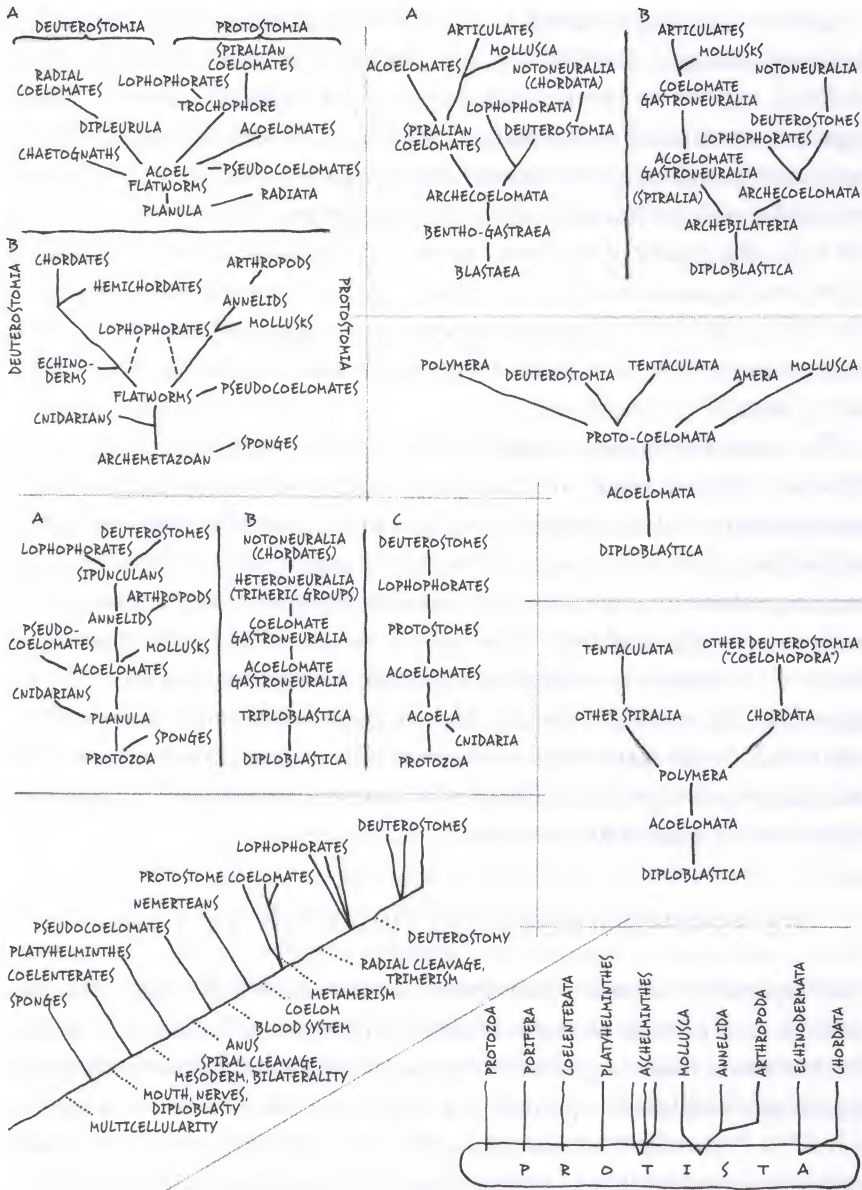 A
DEUTEROSTOMIA
PROTOSTOMIA
SPIRALIAN
COELOMATES
RADIAL
COELOMATES
LOPHOPHORATES
TROCHOPHORE
DIPLEURULA
ACOELOMATES
CHAETOGNATHS
ACOEL
FLATWORMS
PSEUDOCOELOMATES
PLANULA
RADIATA
B
DEUTEROSTOMIA
PROTOSTOMIA
CHORDATES
ARTHROPODS
HEMICHORDATES
ANNELIDS
LOPHOPHORATES
MOLLUSKS
ECHINO-
DERMS
FLATWORMS
PSEUDOCOELOMATES
CNIDARIANS
SPONGES
ARCHEMETAZOAN
A
ARTICULATES
MOLLUSCA
ACOELOMATES
NOTONEURALIA
(CHORDATA)
LOPHOPHORATA
SPIRALIAN
COELOMATES
DEUTEROSTOMIA
ARCHECOELOMATA
BENTHO-GASTRAEA
BLASTAEA
B
ARTICULATES
MOLLUSKS
NOTONEURALIA
COELOMATE
GASTRONEURALIA
DEUTEROSTOMES
LOPHOPHORATES
ACOELOMATE
GASTRONEURALIA
(SPIRALIA)
ARCHECOELOMATA
ARCHEBILATERIA
DIPLOBLASTICA
POLYMERA
DEUTEROSTOMIA
TENTACULATA
AMERA
MOLLUSCA
PROTO-COELOMATA
ACOELOMATA
DIPLOBLASTICA
A
DEUTEROSTOMES
LOPHOPHORATES
SIPUNCULANS
ARTHROPODS
ANNELIDS
PSEUDO-
COELOMATES
MOLLUSKS
ACOELOMATES
CNIDARIANS
PLANULA
SPONGES
PROTOZOA
B
NOTONEURALIA
(CHORDATES)
HETERONEURALIA
(TRIMERIC GROUPS)
COELOMATE
GASTRONEURALIA
ACOELOMATE
GASTRONEURALIA
TRIPLOBLASTICA
DIPLOBLASTICA
C
DEUTEROSTOMES
LOPHOPHORATES
PROTOSTOMES
ACOELOMATES
ACOELA
CNIDARIA
PROTOZOA
TENTACULATA
OTHER DEUTEROSTOMIA
("COELOMOPORA")
OTHER SPIRALIA
CHORDATA
POLYMERA
ACOELOMATA
DIPLOBLASTICA
DEUTEROSTOMES
LOPHOPHORATES
PROTOSTOME COELOMATES
NEMERTEANS
PSEUDOCOELOMATES
PLATYHELMINTHES
COELENTERATES
SPONGES
DEUTEROSTOMY
RADIAL CLEAVAGE,
TRIMERISM
METAMERISM
COELOM
BLOOD SYSTEM
ANUS
SPIRAL CLEAVAGE,
MESODERM, BILATERALITY
MOUTH, NERVES,
DIPLOBLASTY
MULTICELLULARITY
PROTOZOA
PORIFERA
COELENTERATA
PLATYHELMINTHES
ASCHELMINTHES
MOLLUSCA
ANNELIDA
ARTHROPODA
ECHINODERMATA
CHORDATA
PROTISTA